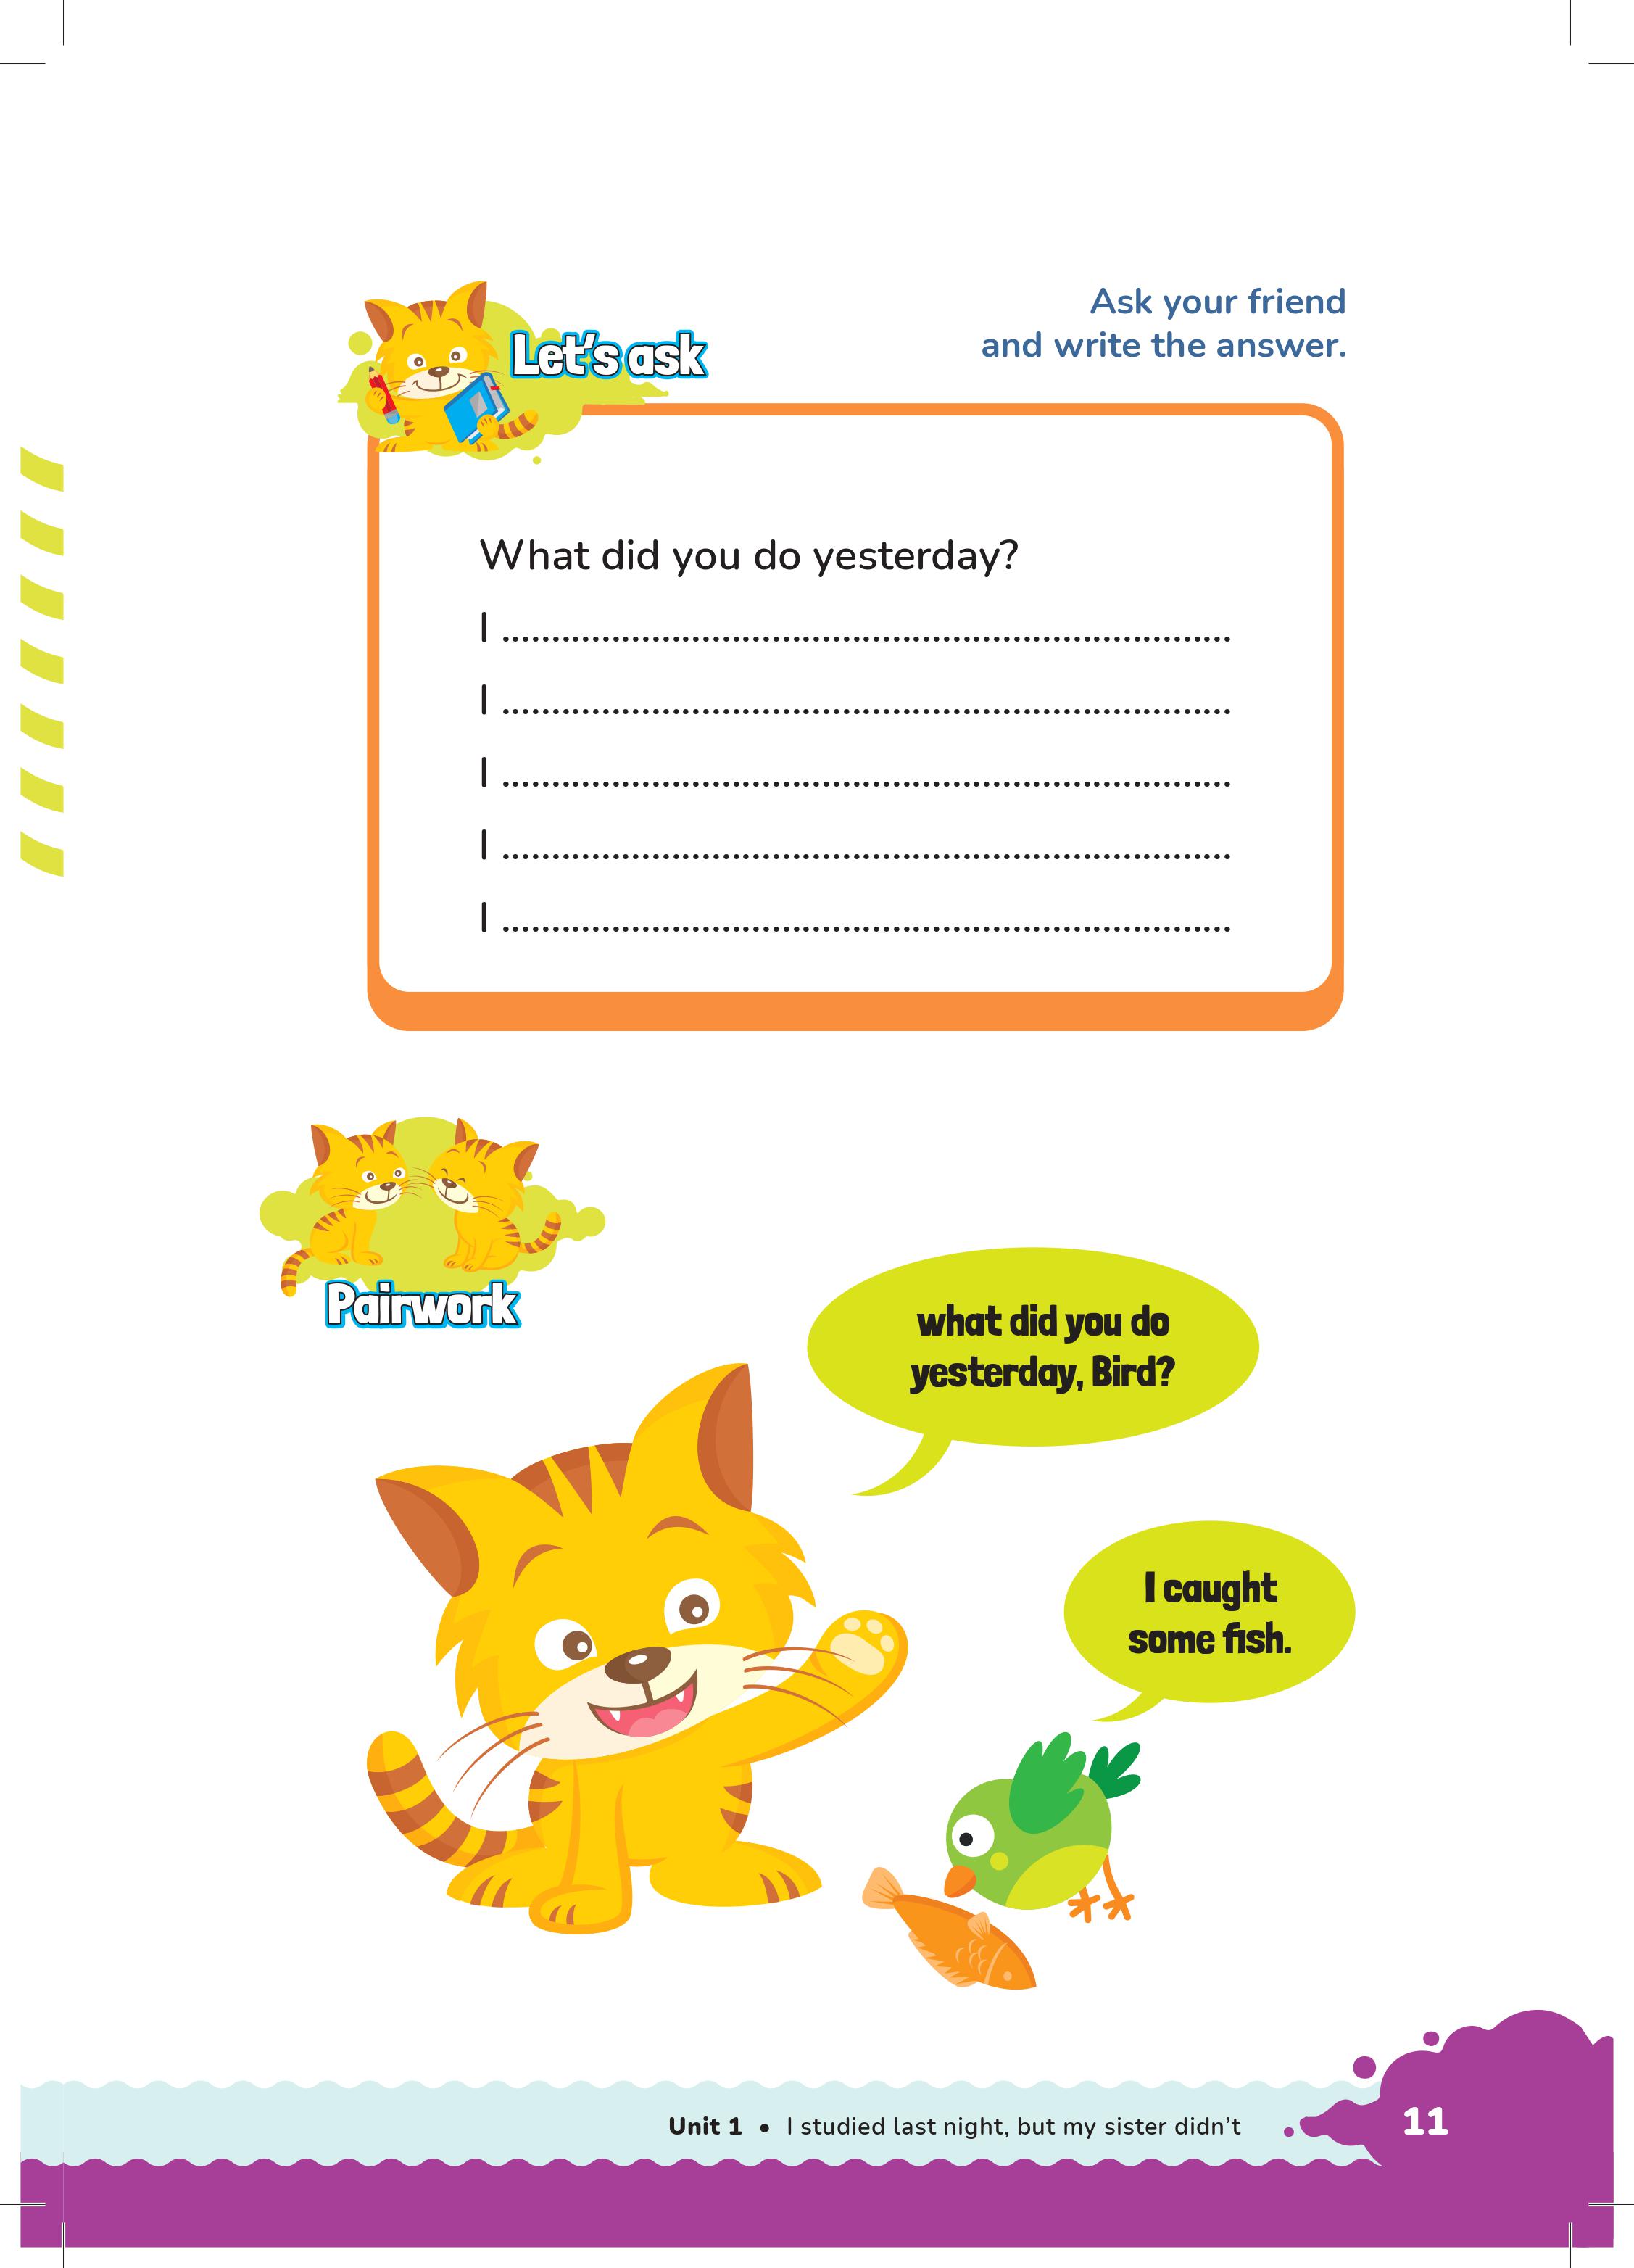 Let's ask
Ask your friend
and write the answer.
What did you do yesterday?
I .........................................................................
I .........................................................................
I .........................................................................
I .........................................................................
I .........................................................................
Pairwork
what did you do
yesterday, Bird?
I caught
some fish.
Unit 1 • I studied last night, but my sister didn’t
11